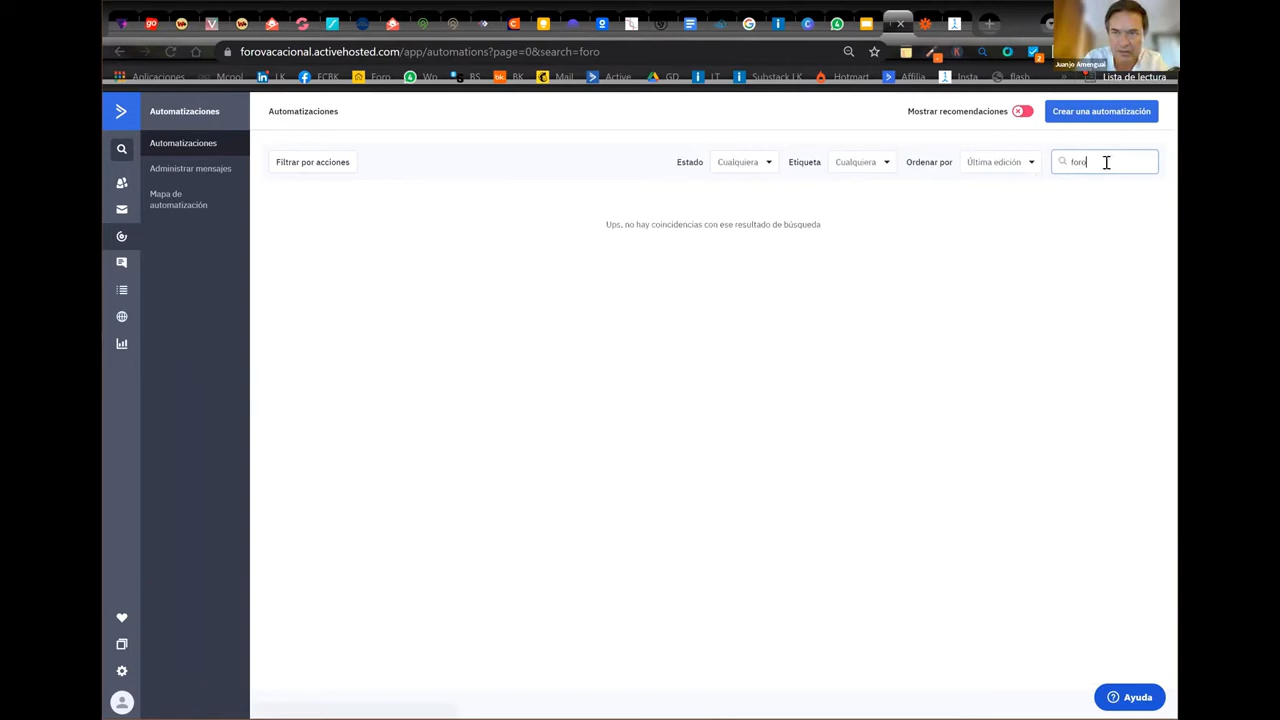 forovacacional.activehosted.com/app/automations?page=0&search=foro
Juanjo Amengual
Aplicaciones
Mcpool
LK
FCBK
Foro
Wp
BS
BK
Mail
Active
GD
LT
Substack LK
Hotmart
Affilia
Insta
flash
Lista de lectura
Automatizaciones
Automatizaciones
Mostrar recomendaciones
Crear una automatización
Automatizaciones
Administrar mensajes
Mapa de
automatización
Filtrar por acciones
Estado
Cualquiera
Etiqueta
Cualquiera
Ordenar por
Última edición
foro
Ups, no hay coincidencias con ese resultado de búsqueda
Ayuda